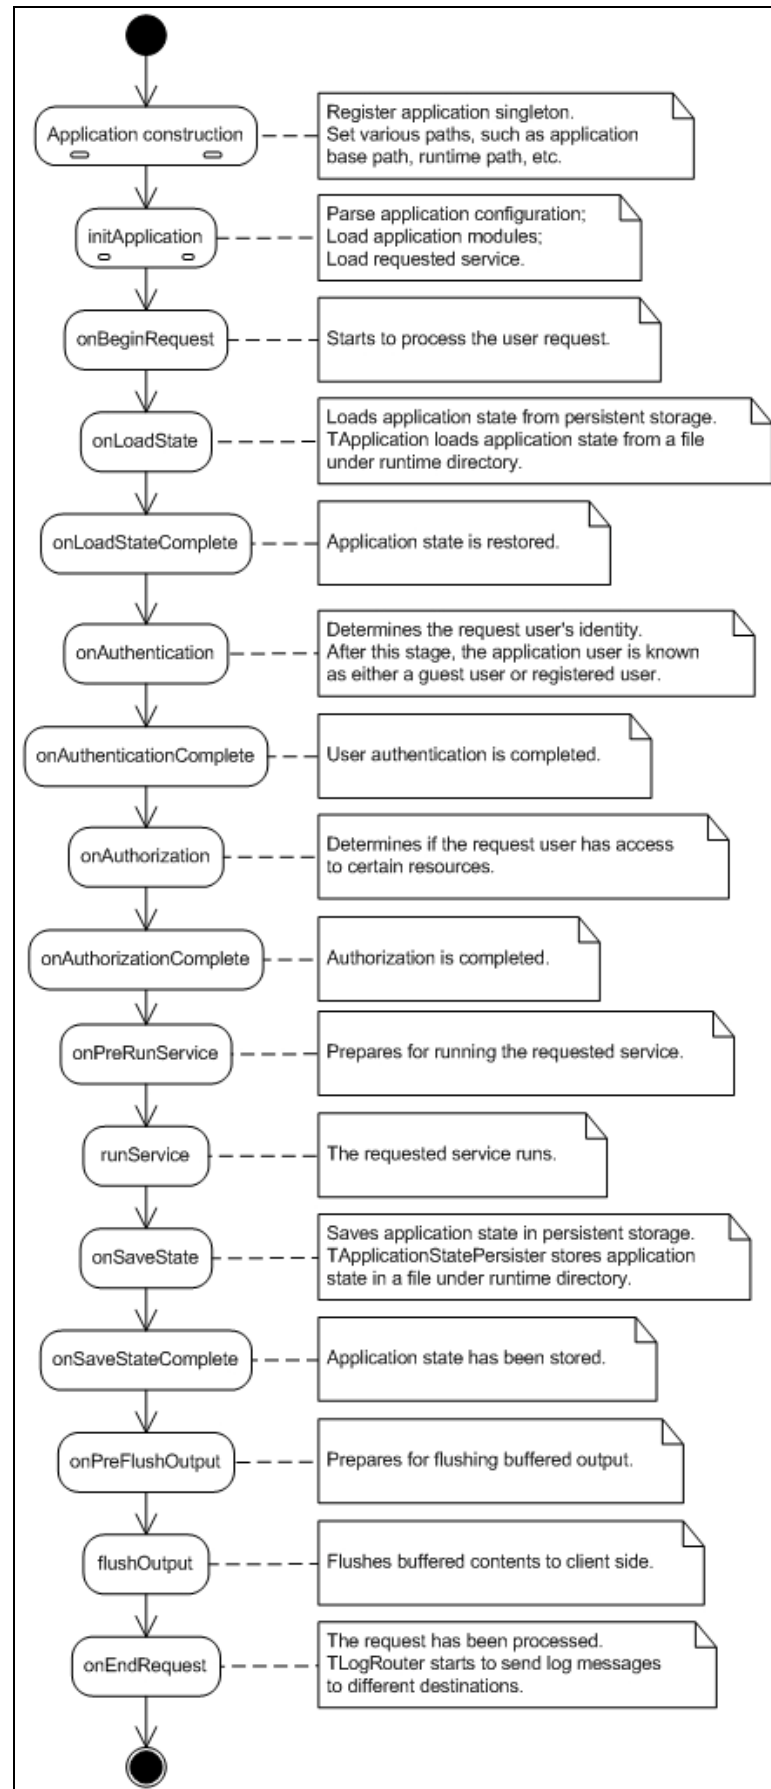 Application construction
Register application singleton.
Set various paths, such as application
base path, runtime path, etc.
initApplication
Parse application configuration;
Load application modules;
Load requested service.
onBeginRequest
Starts to process the user request.
onLoadState
Loads application state from persistent storage.
TApplication loads application state from a file
under runtime directory.
onLoadStateComplete
Application state is restored.
onAuthentication
Determines the request user's identity.
After this stage, the application user is known
as either a guest user or registered user.
onAuthenticationComplete
User authentication is completed.
onAuthorization
Determines if the request user has access
to certain resources.
onAuthorizationComplete
Authorization is completed.
onPreRunService
Prepares for running the requested service.
runService
The requested service runs.
onSaveState
Saves application state in persistent storage.
TApplicationStatePersister stores application
state in a file under runtime directory.
onSaveStateComplete
Application state has been stored.
onPreFlushOutput
Prepares for flushing buffered output.
flushOutput
Flushes buffered contents to client side.
onEndRequest
The request has been processed.
TLogRouter starts to send log messages
to different destinations.